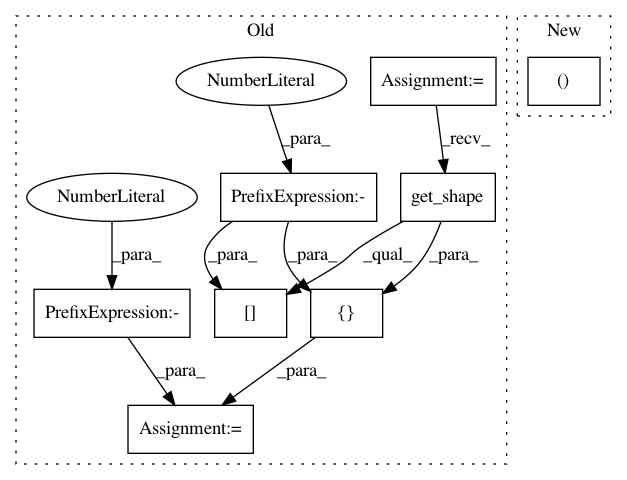 Old
New
NumberLiteral
Assignment:=
()
_para_
_recv_
NumberLiteral
PrefixExpression:-
get_shape
_para_
_para_
_para_
_qual_
_para_
PrefixExpression:-
[]
{}
_para_
_para_
Assignment:=